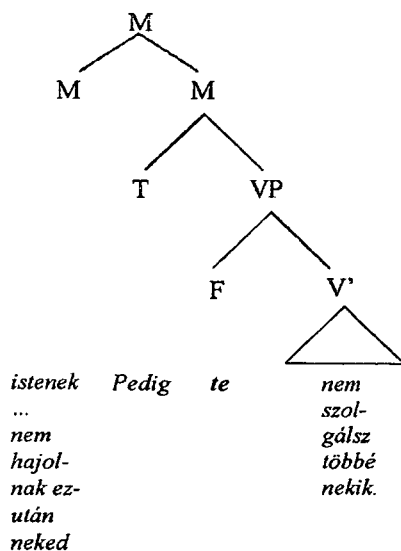 M
M M
T VP
F V'
istenek Pedig te nem
... szol-
nem gálsz
hajol- többé
nak ez- nekik.
után
neked